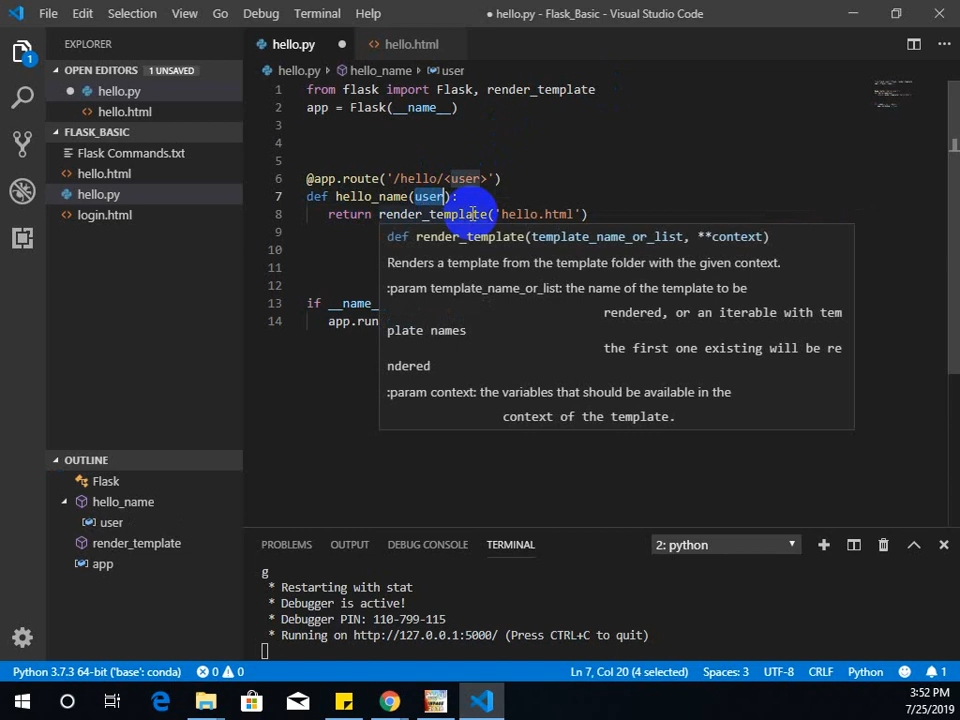 File Edit Selection View Go Debug Terminal Help
● hello.py - Flask_Basic - Visual Studio Code
EXPLORER
OPEN EDITORS 1 UNSAVED
● hello.py
<> hello.html
FLASK_BASIC
Flask Commands.txt
<> hello.html
hello.py
<> login.html
OUTLINE
Flask
hello_name
user
render_template
app
hello.py ● <> hello.html
hello.py › hello_name › user
1 from flask import Flask, render_template
2 app = Flask(__name__)
3
4
5
6 @app.route('/hello/<user>')
7 def hello_name(user):
8 return render_template('hello.html')
9
10
11
12
13 if __name_
14 app.run
def render_template(template_name_or_list, **context)
Renders a template from the template folder with the given context.
:param template_name_or_list: the name of the template to be
rendered, or an iterable with tem
plate names
the first one existing will be re
ndered
:param context: the variables that should be available in the
context of the template.
PROBLEMS OUTPUT DEBUG CONSOLE TERMINAL 2: python
g
* Restarting with stat
* Debugger is active!
* Debugger PIN: 110-799-115
* Running on http://127.0.0.1:5000/ (Press CTRL+C to quit)
1
Python 3.7.3 64-bit ('base': conda) 0 0 Ln 7, Col 20 (4 selected) Spaces: 3 UTF-8 CRLF Python 1
3:52 PM
7/25/2019